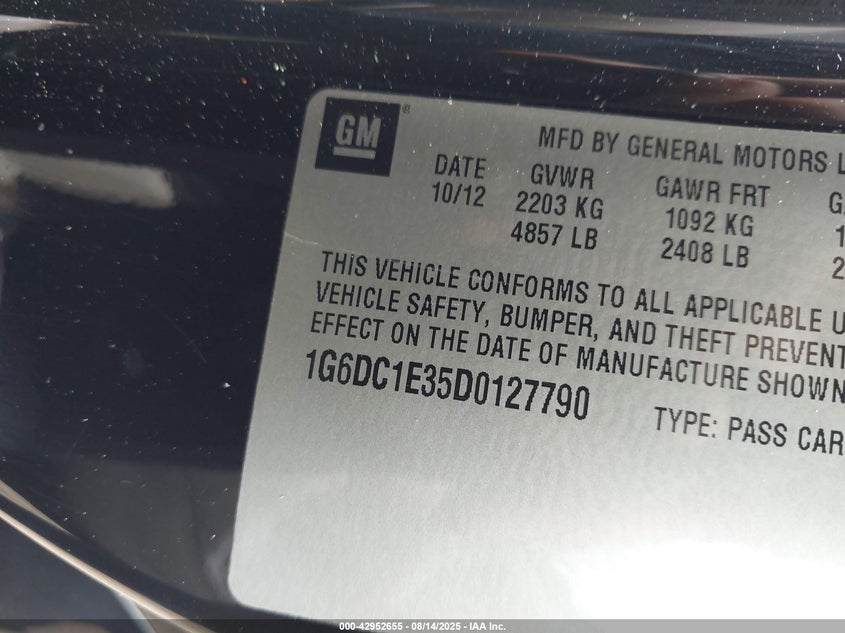 GM
MFD BY GENERAL MOTORS
DATE GVWR GAWR FRT
10/12 2203 KG 1092 KG
4857 LB 2408 LB
THIS VEHICLE CONFORMS TO ALL APPLICABLE
VEHICLE SAFETY, BUMPER, AND THEFT
EFFECT ON THE DATE OF MANUFACTURE SHOWN
1G6DC1E35D0127790
TYPE: PASS CAR
000-42952655 - 08/14/2025 - IAA Inc.